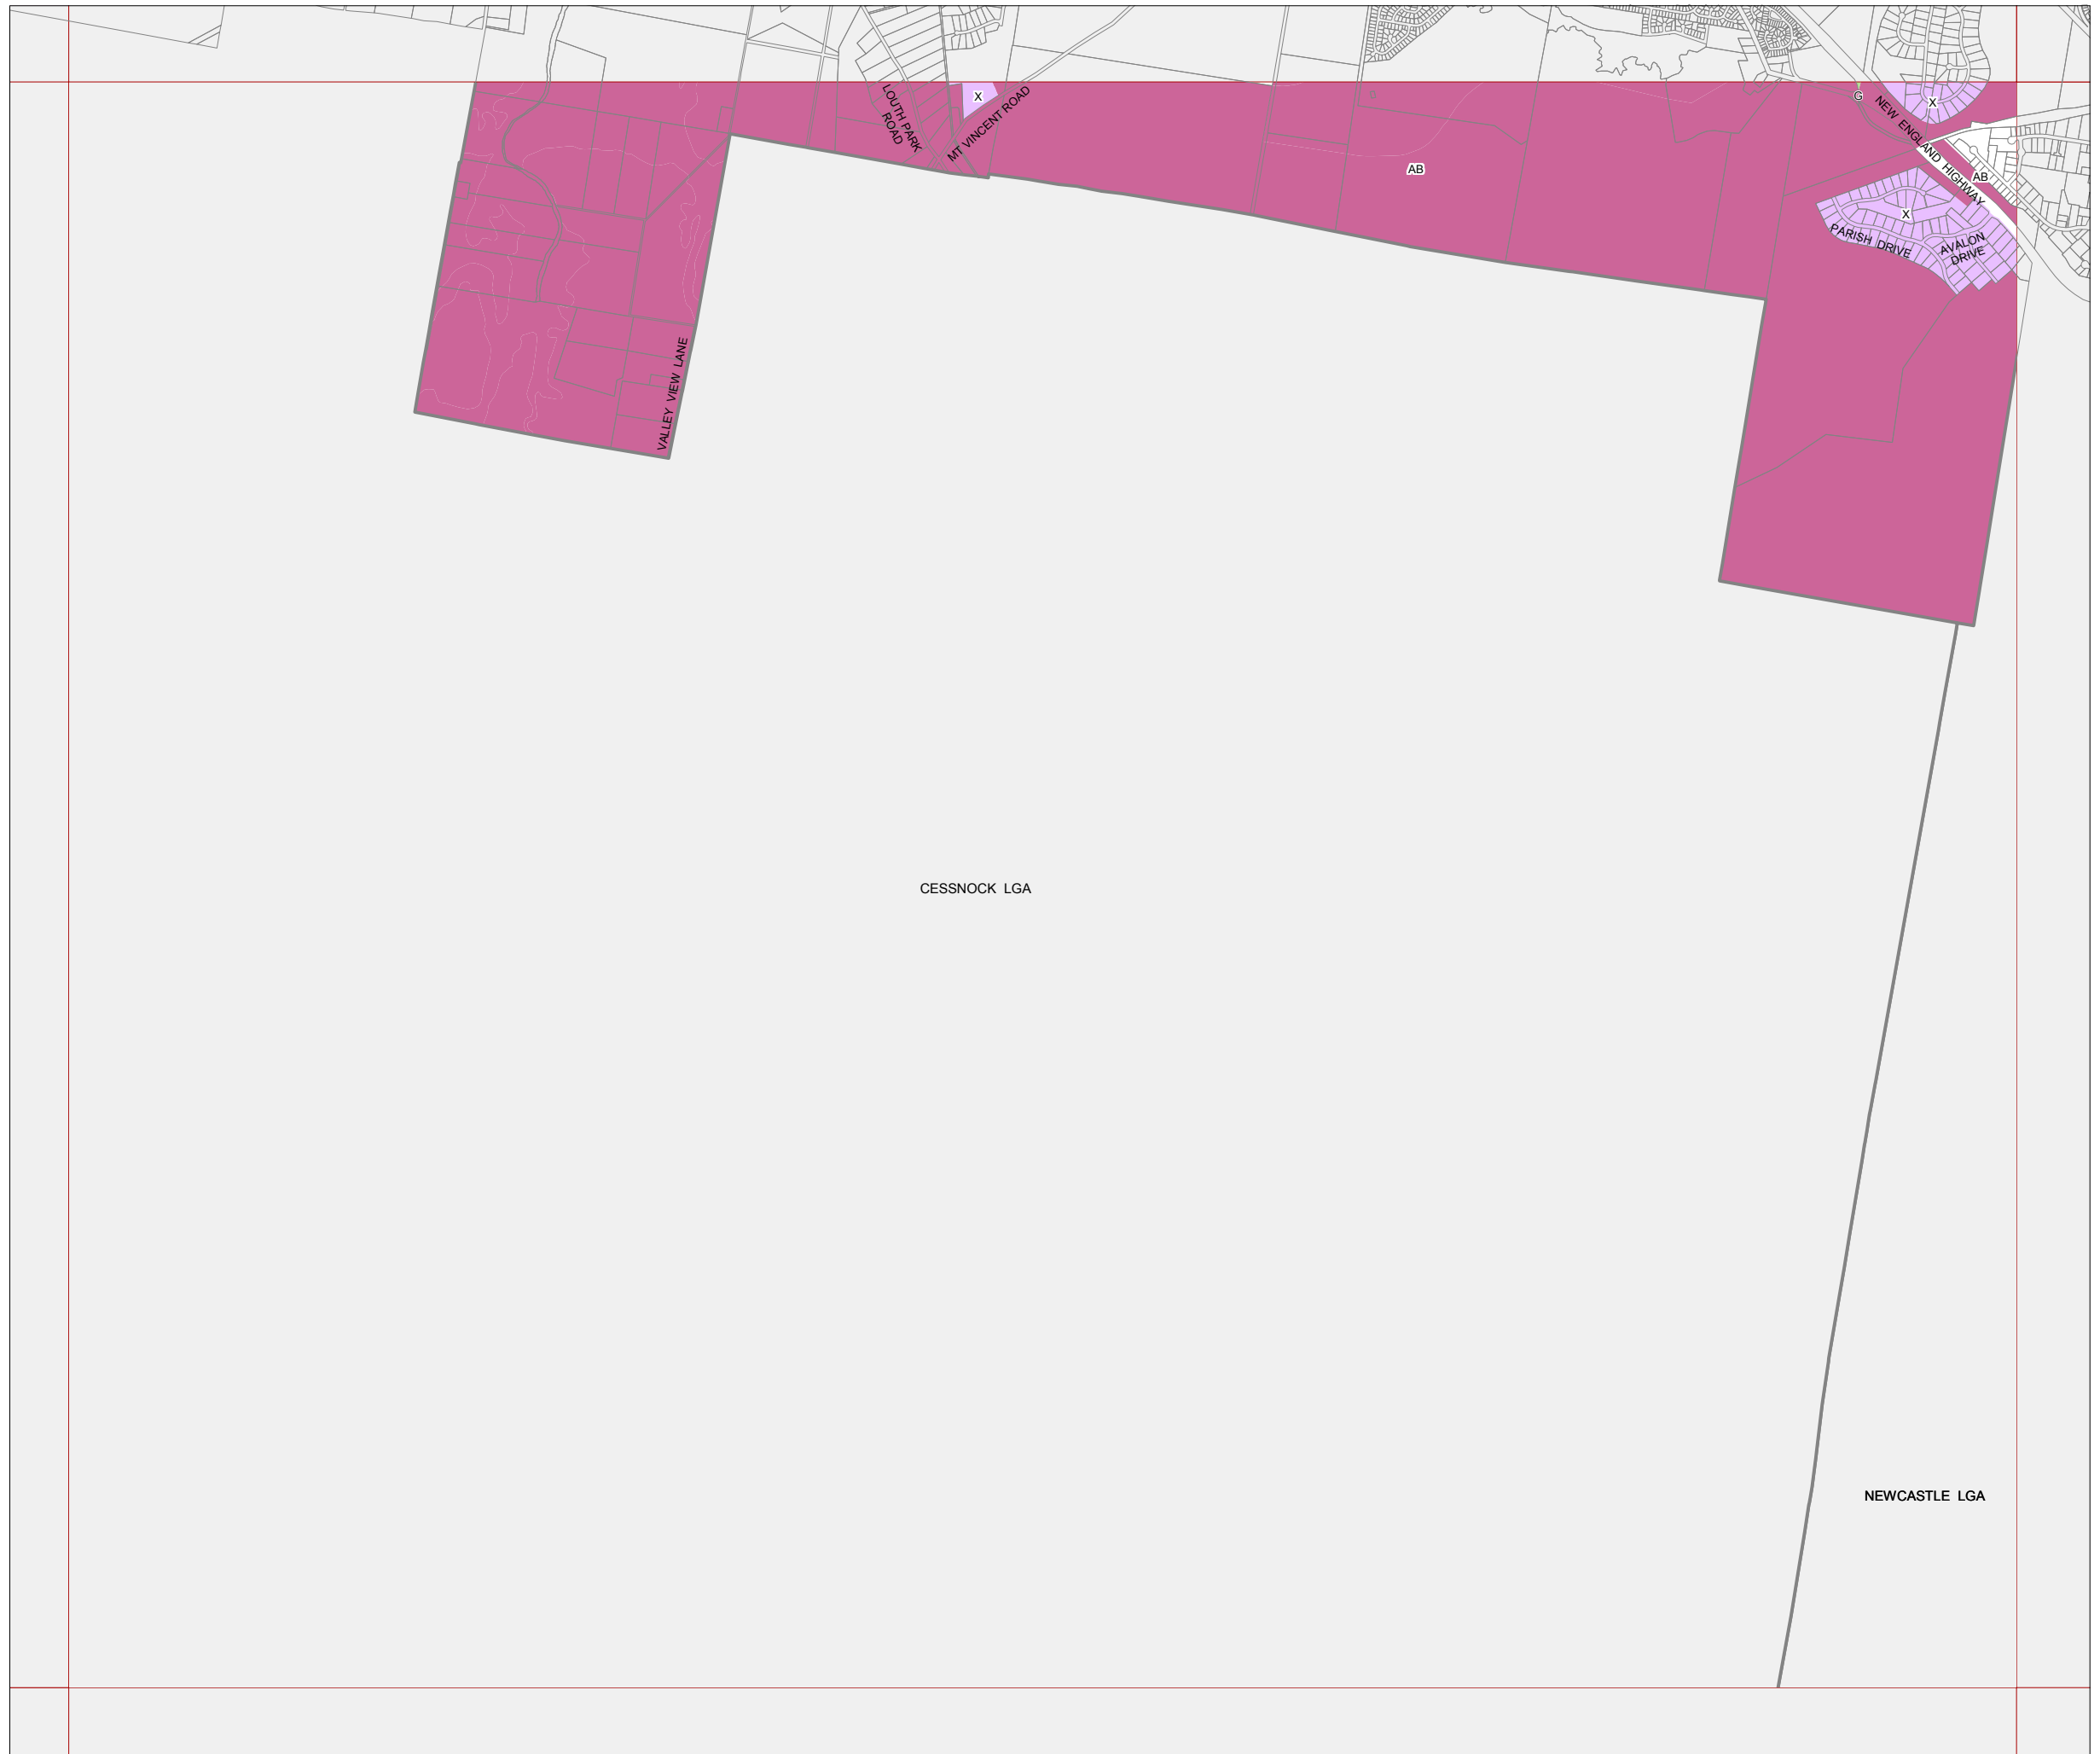 X
G
X
LOUTH PARK
ROAD
MT VINCENT ROAD
NEW ENGLAND HIGHWAY
AB
AB
X
PARISH DRIVE
AVALON
DRIVE
VALLEY VIEW LANE
CESSNOCK LGA
NEWCASTLE LGA